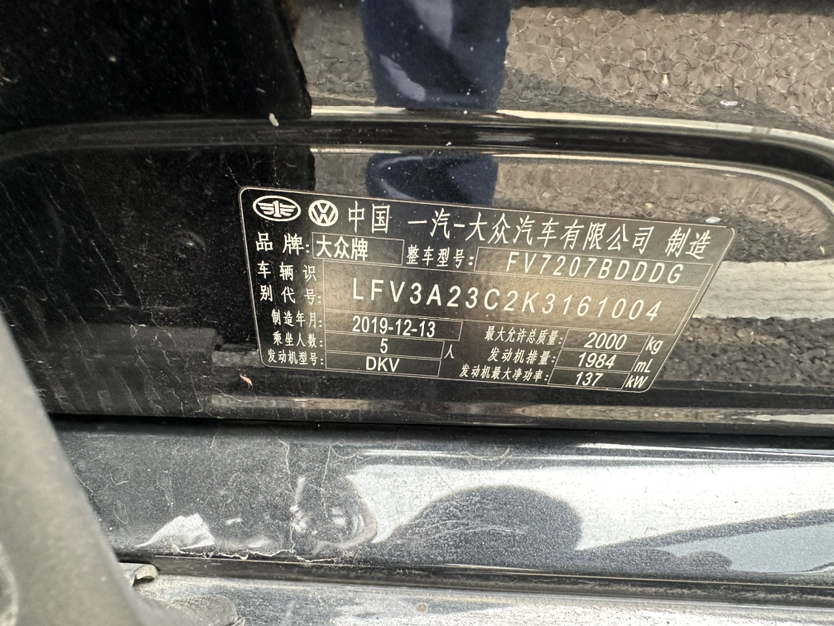 中国 一汽-大众汽车有限公司 制造
品牌: 大众牌 整车型号: FV7207BDDDG
车辆识别代号: LFV3A23C2K3161004
制造年月: 2019-12-13 最大允许总质量: 2000 kg
乘坐人数: 5 人 发动机排量: 1984 mL
发动机型号: DKV 发动机最大净功率: 137 kW